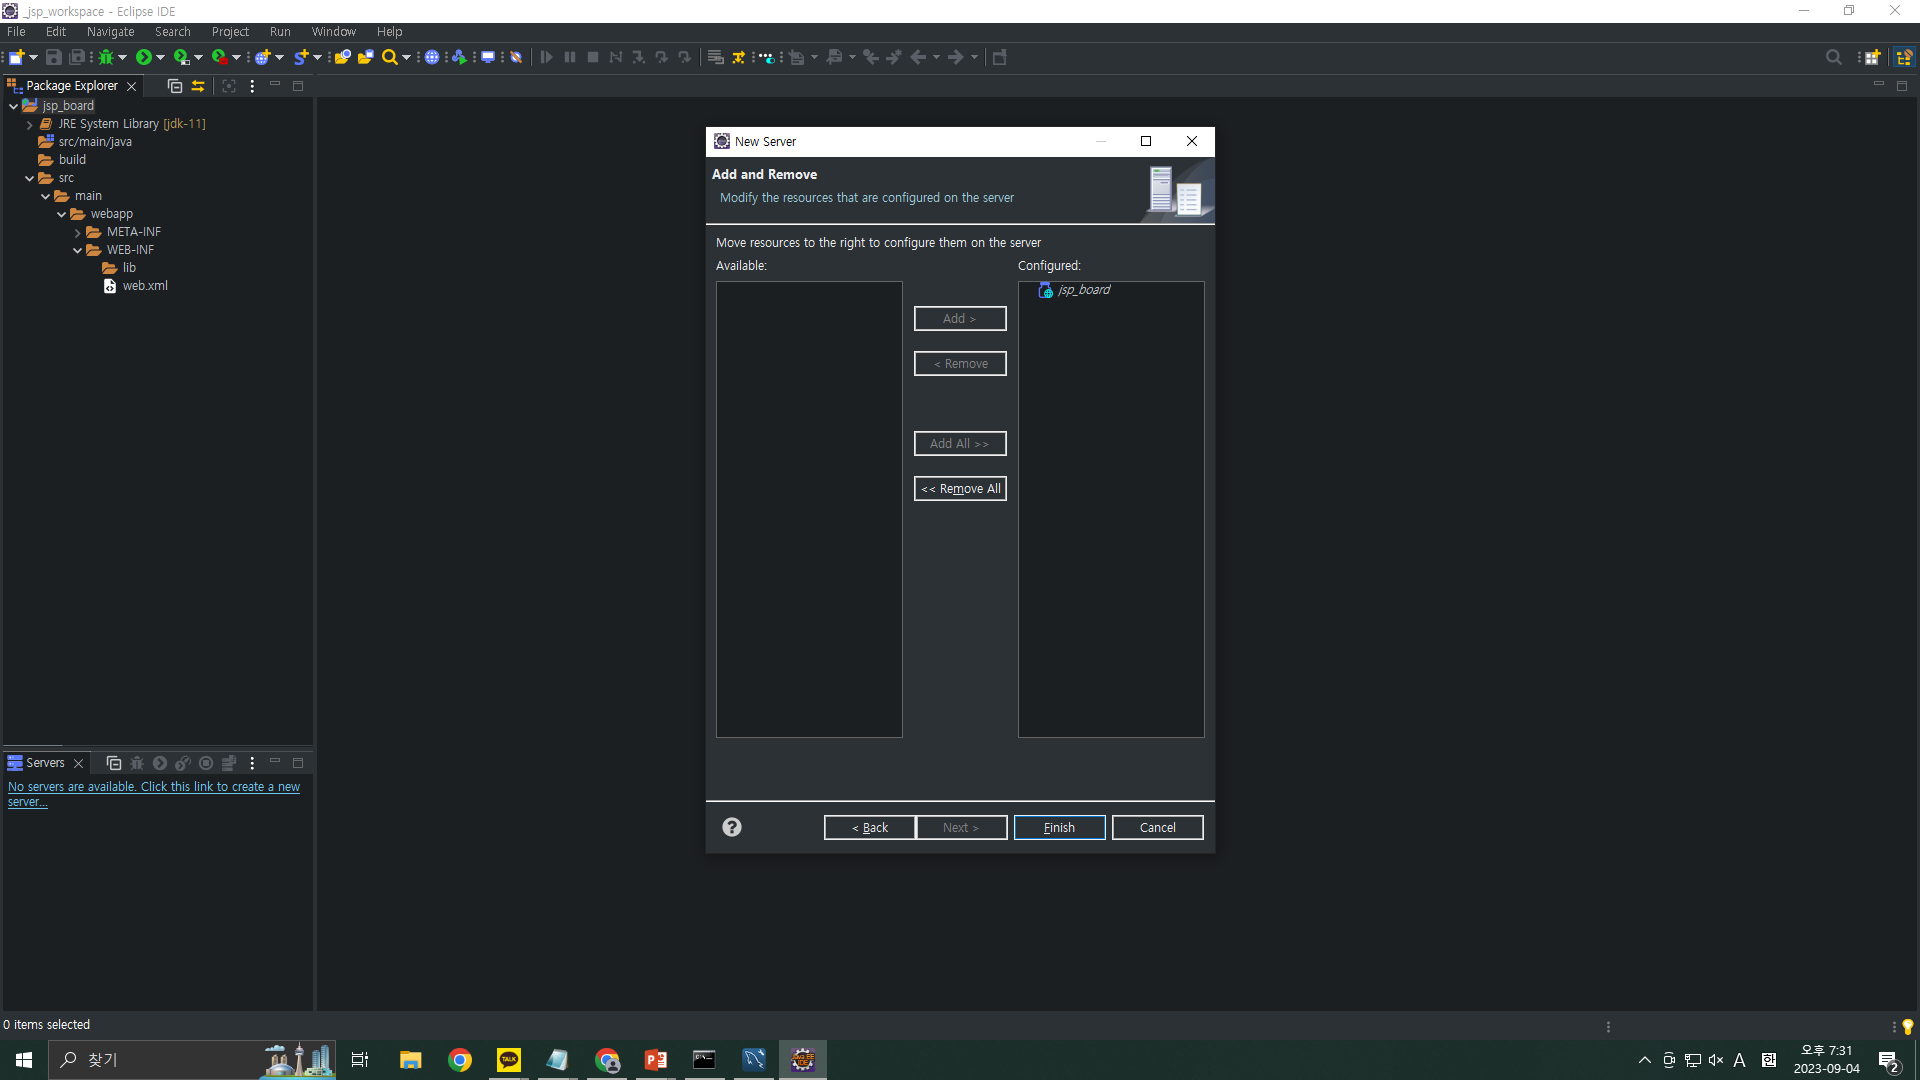 _jsp_workspace - Eclipse IDE
File Edit Navigate Search Project Run Window Help
Package Explorer
jsp_board
JRE System Library [jdk-11]
src/main/java
build
src
main
webapp
META-INF
WEB-INF
lib
web.xml
New Server
Add and Remove
Modify the resources that are configured on the server
Move resources to the right to configure them on the server
Available:
Configured:
jsp_board
Add >
< Remove
Add All >>
<< Remove All
< Back
Next >
Finish
Cancel
Servers
No servers are available. Click this link to create a new
server...
0 items selected
찾기
TALK
A
오후 7:31
2023-09-04
2